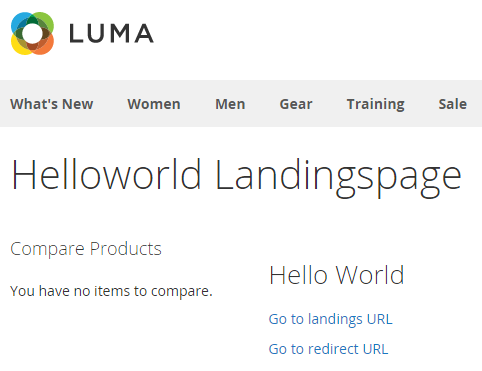 LUMA
What's New Women Men Gear Training Sale
Helloworld Landingspage
Compare Products
You have no items to compare.
Hello World
Go to landings URL
Go to redirect URL